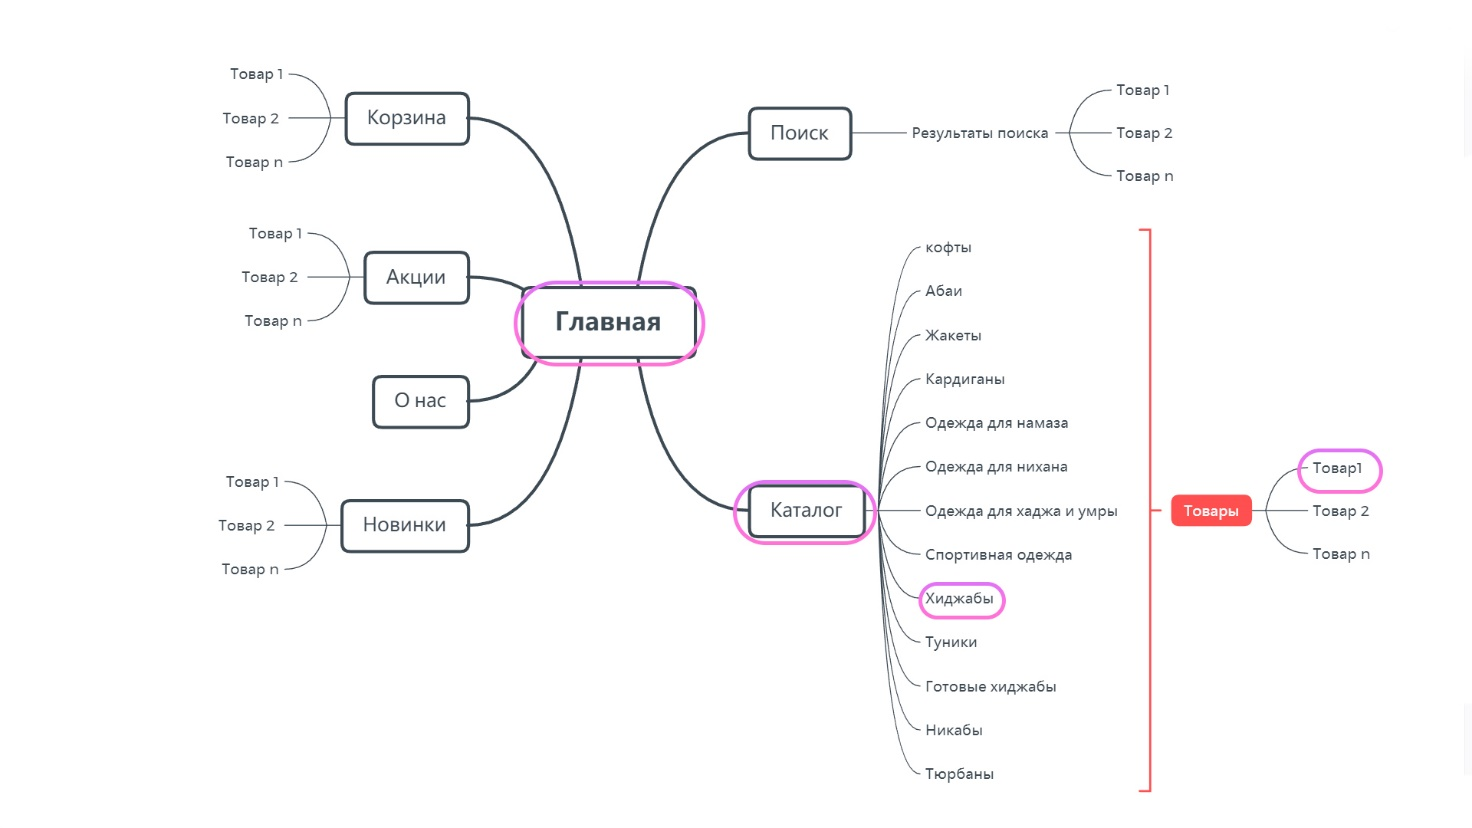 Товар 1
Товар 2
Товар n
Корзина
Товар 1
Товар 2
Товар n
Акции
О нас
Товар 1
Товар 2
Товар n
Новинки
Главная
Поиск
Результаты поиска
Товар 1
Товар 2
Товар n
Каталог
кофты
Абаи
Жакеты
Кардиганы
Одежда для намаза
Одежда для нихана
Одежда для хаджа и умры
Спортивная одежда
Хиджабы
Туники
Готовые хиджабы
Никабы
Тюрбаны
Товары
Товар1
Товар 2
Товар n